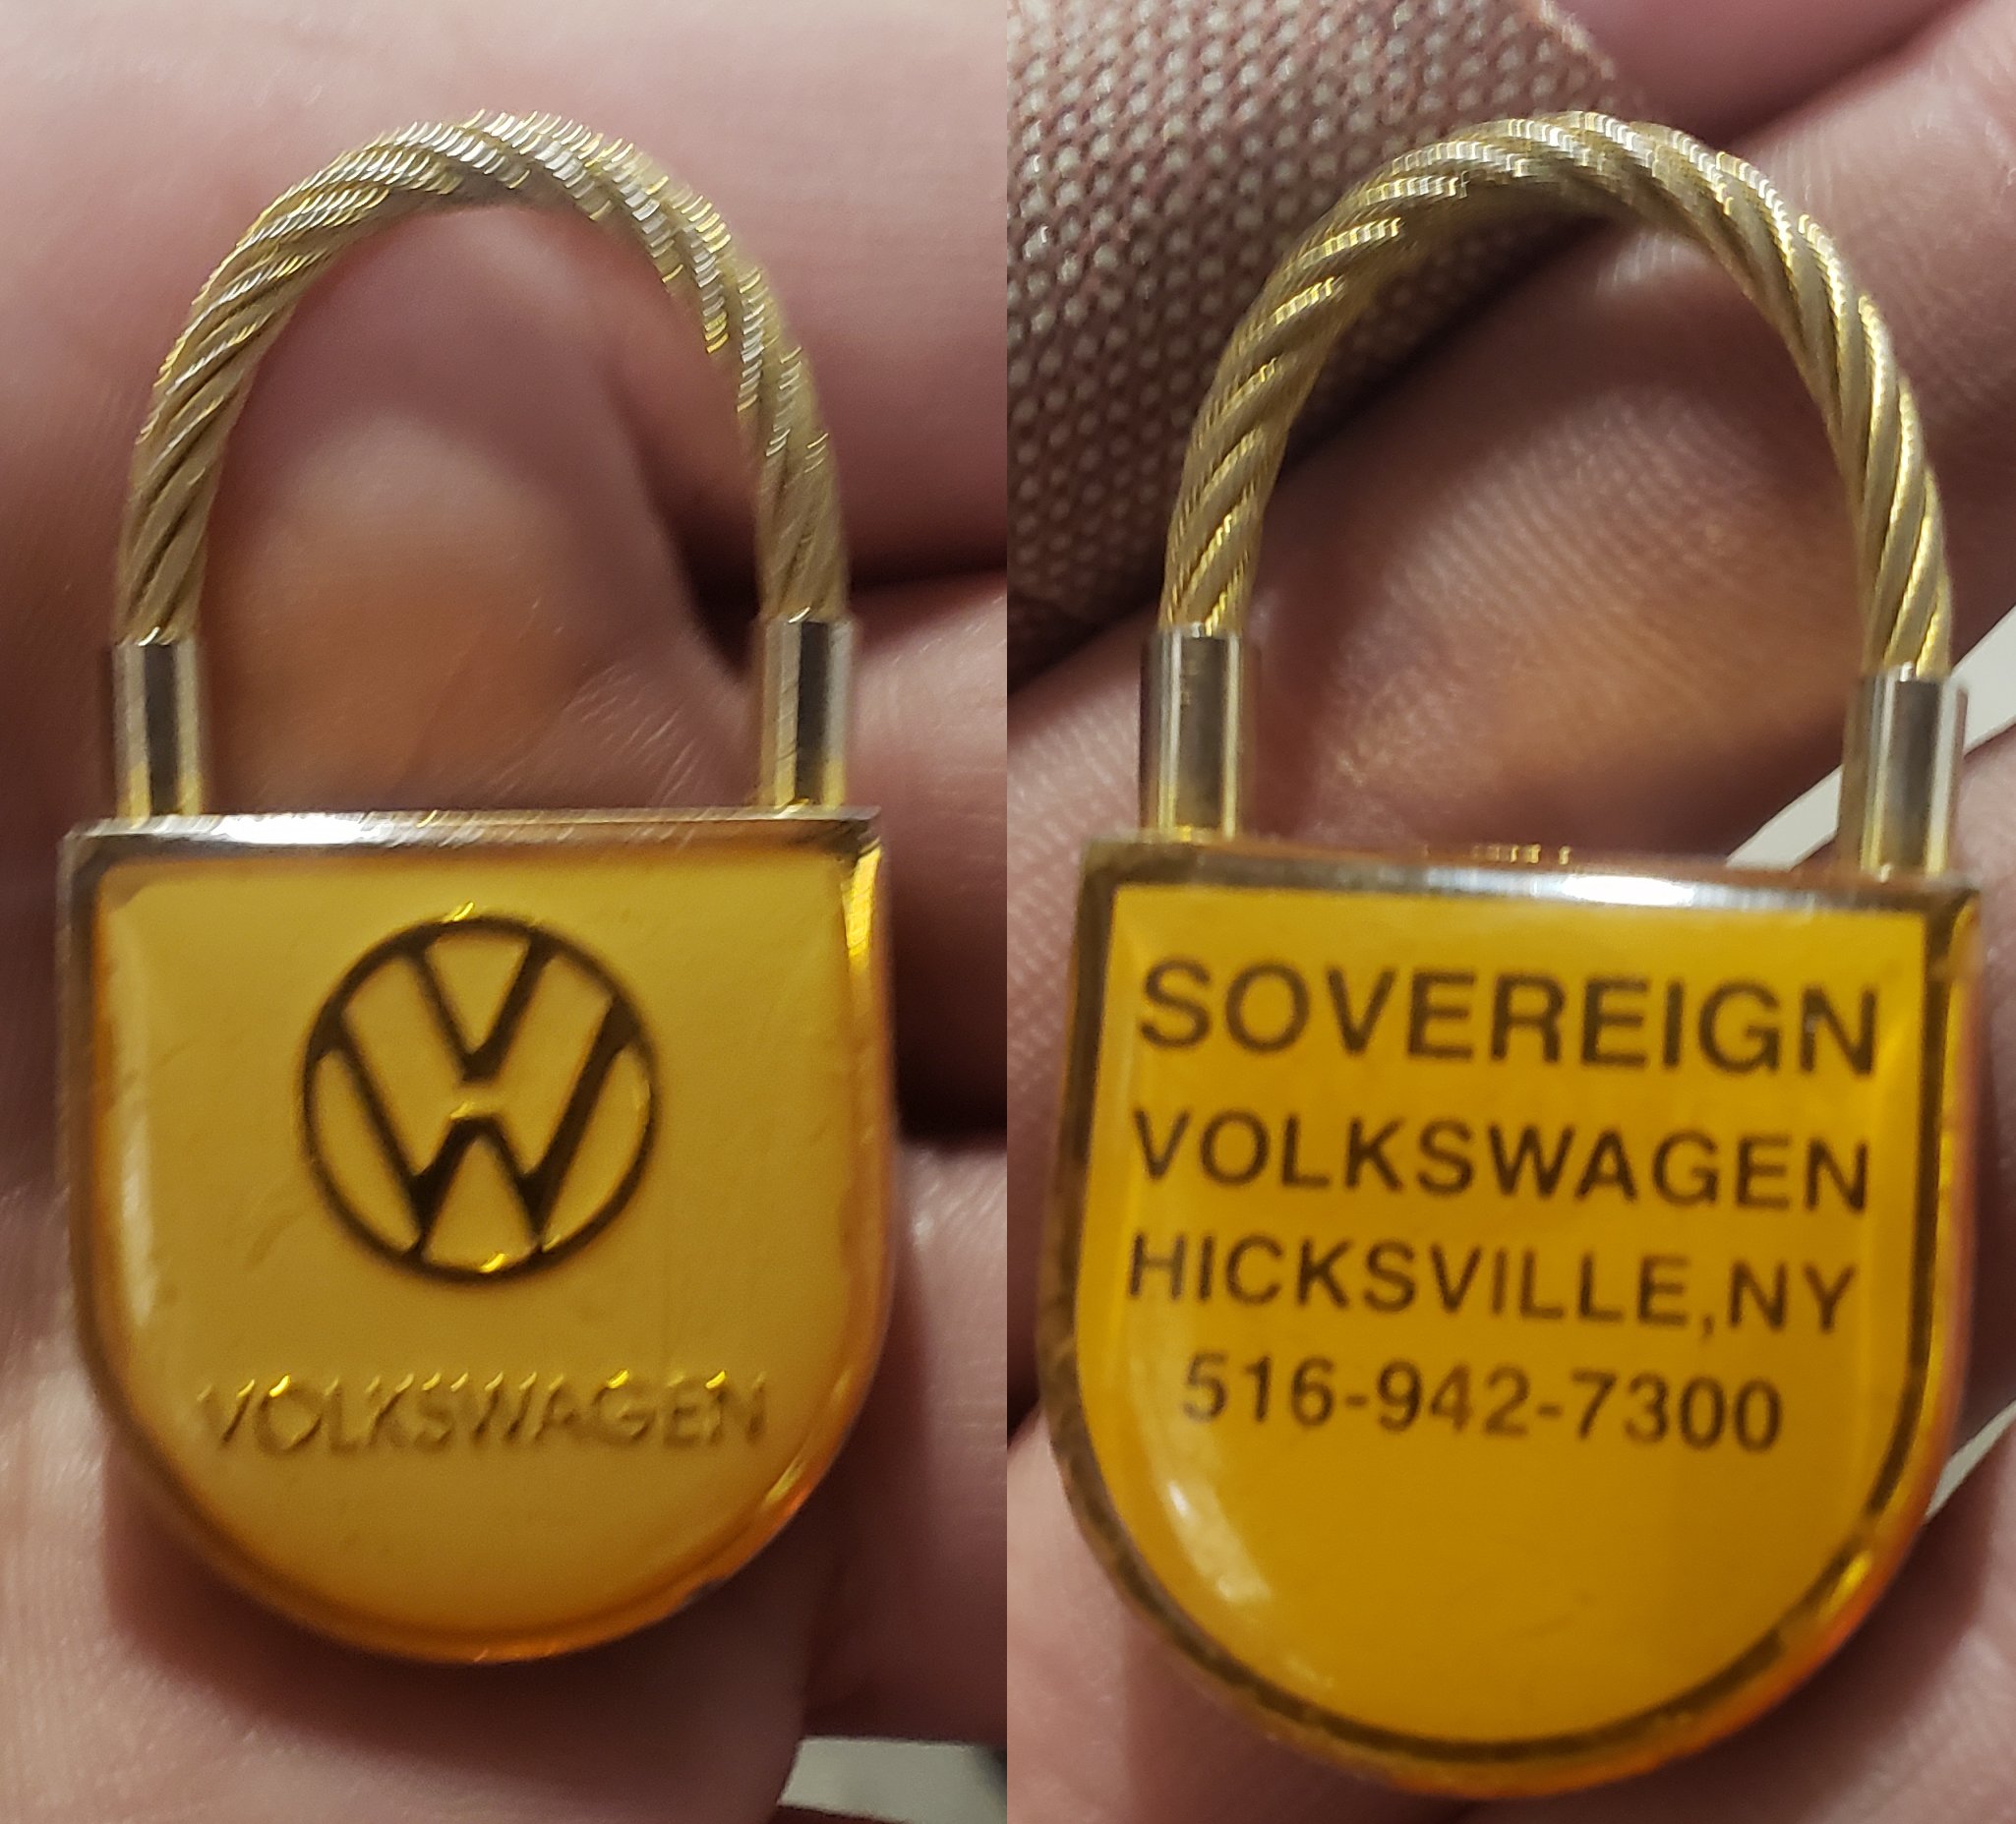 VW
VOLKSWAGEN
SOVEREIGN
VOLKSWAGEN
HICKSVILLE,NY
516-942-7300